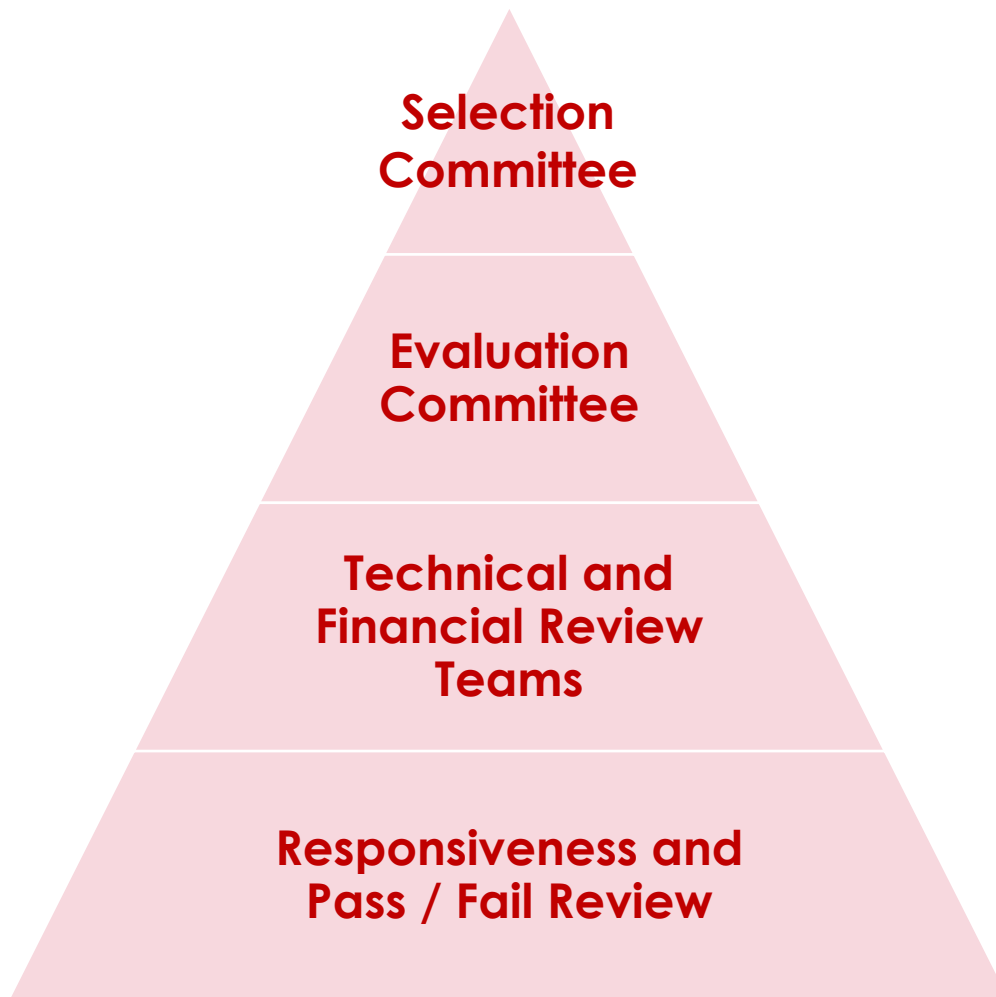 Selection
Committee
Evaluation
Committee
Technical and
Financial Review
Teams
Responsiveness and
Pass / Fail Review